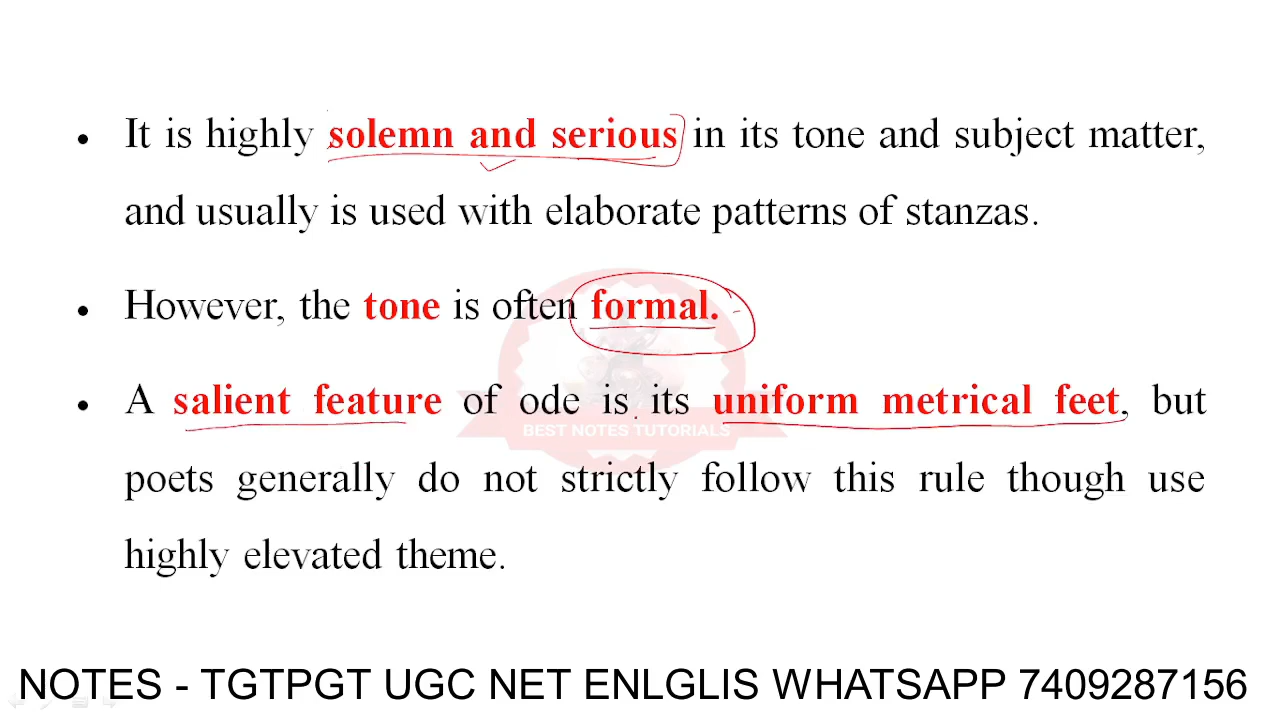 • It is highly solemn and serious in its tone and subject matter,
and usually is used with elaborate patterns of stanzas.
• However, the tone is often formal.
• A salient feature of ode is its uniform metrical feet, but
BEST NOTES TUTORIALS
poets generally do not strictly follow this rule though use
highly elevated theme.
NOTES - TGTPGT UGC NET ENLGLIS WHATSAPP 7409287156